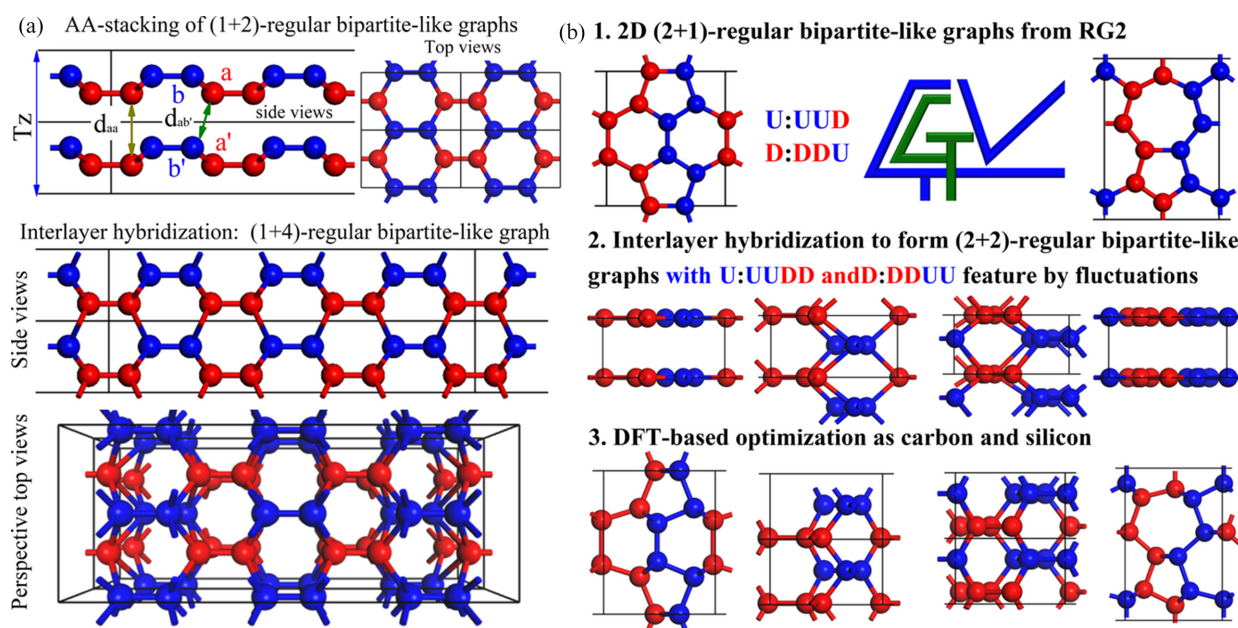 (a) AA-stacking of (1+2)-regular bipartite-like graphs
Top views
a
b
side views
Tz
daa
dab'
a'
b'
Interlayer hybridization: (1+4)-regular bipartite-like graph
Side views
Perspective top views
(b) 1. 2D (2+1)-regular bipartite-like graphs from RG2
U:UUD
D:DDU
2. Interlayer hybridization to form (2+2)-regular bipartite-like
graphs with U:UUDD andD:DDUU feature by fluctuations
3. DFT-based optimization as carbon and silicon